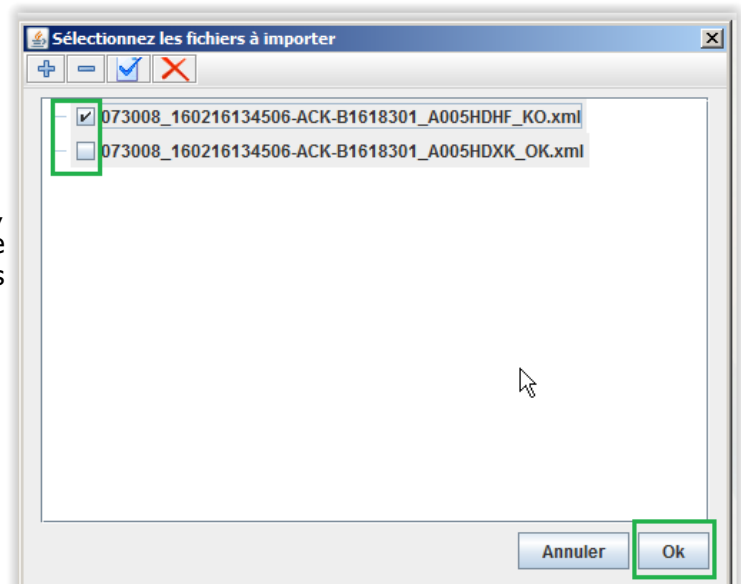 Sélectionnez les fichiers à importer
073008_160216134506-ACK-B1618301_A005HDHF_KO.xml
073008_160216134506-ACK-B1618301_A005HDXK_OK.xml
Annuler Ok